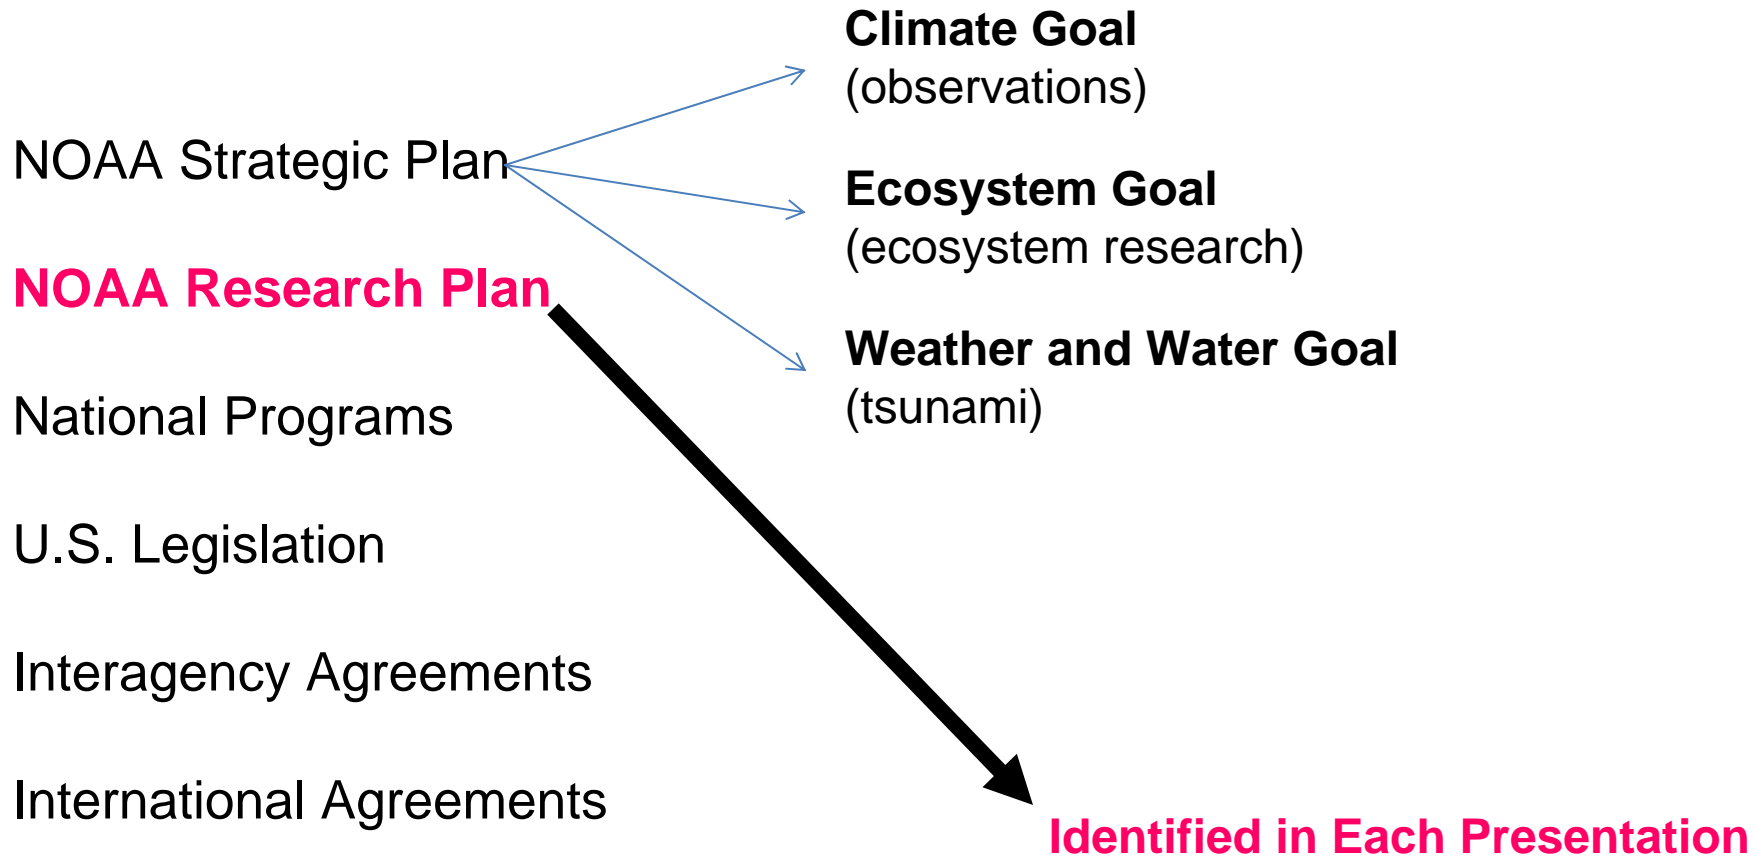 NOAA Strategic Plan
NOAA Research Plan
National Programs
U.S. Legislation
Interagency Agreements
International Agreements
Climate Goal
(observations)
Ecosystem Goal
(ecosystem research)
Weather and Water Goal
(tsunami)
Identified in Each Presentation